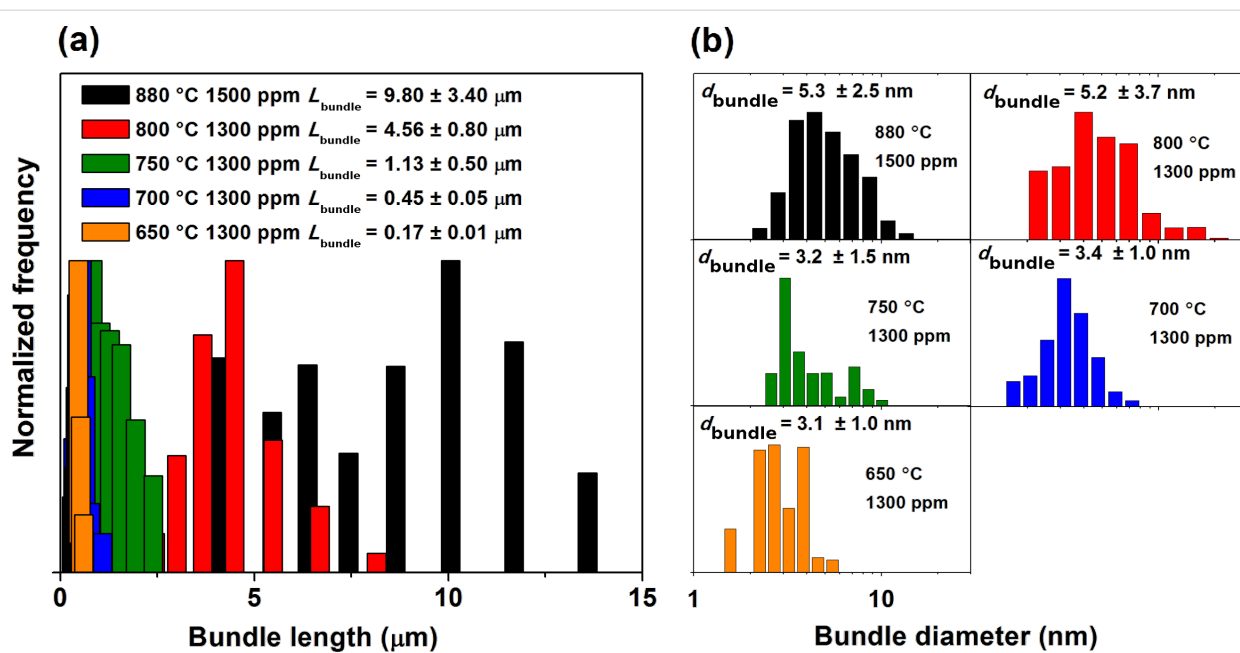 (a)
880 °C 1500 ppm Lbundle = 9.80 ± 3.40 μm
800 °C 1300 ppm Lbundle = 4.56 ± 0.80 μm
750 °C 1300 ppm Lbundle = 1.13 ± 0.50 μm
700 °C 1300 ppm Lbundle = 0.45 ± 0.05 μm
650 °C 1300 ppm Lbundle = 0.17 ± 0.01 μm
Normalized frequency
0 5 10 15
Bundle length (μm)
(b)
dbundle = 5.3 ± 2.5 nm
880 °C
1500 ppm
dbundle = 5.2 ± 3.7 nm
800 °C
1300 ppm
dbundle = 3.2 ± 1.5 nm
750 °C
1300 ppm
dbundle = 3.4 ± 1.0 nm
700 °C
1300 ppm
dbundle = 3.1 ± 1.0 nm
650 °C
1300 ppm
1 10
Bundle diameter (nm)